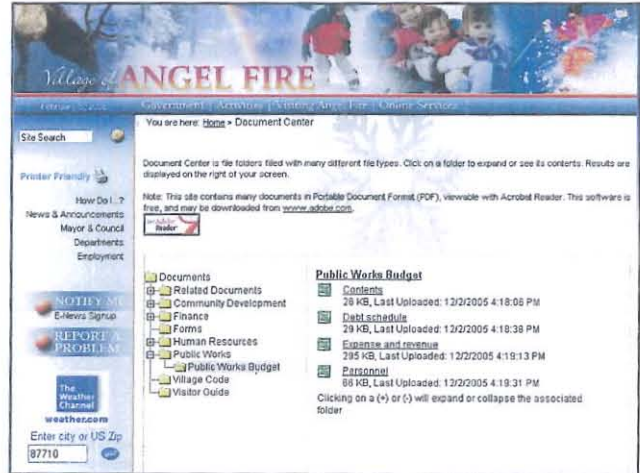 Village of ANGEL FIRE
Government | Activities | Visiting Angel Fire | Online Services
You are here: Home > Document Center
Site Search
Document Center is file folders filled with many different file types. Click on a folder to expand or see its contents. Results are
displayed on the right of your screen.
Printer Friendly
Note: This site contains many documents in Portable Document Format (PDF), viewable with Acrobat Reader. This software is
free, and may be downloaded from www.adobe.com.
Reader
How Do I...?
News & Announcements
Mayor & Council
Departments
Employment
NOTIFY ME
E-News Signup
REPORT A
PROBLEM
The
Weather
Channel
weather.com
Enter city or US Zip
87710
Documents
Related Documents
Community Development
Finance
Forms
Human Resources
Public Works
Public Works Budget
Village Code
Visitor Guide
Public Works Budget
Contents
28 KB, Last Uploaded: 12/2/2005 4:18:08 PM
Debt schedule
29 KB, Last Uploaded: 12/2/2005 4:18:38 PM
Expense and revenue
295 KB, Last Uploaded: 12/2/2005 4:19:13 PM
Personnel
66 KB, Last Uploaded: 12/2/2005 4:19:31 PM
Clicking on a (+) or (-) will expand or collapse the associated
folder